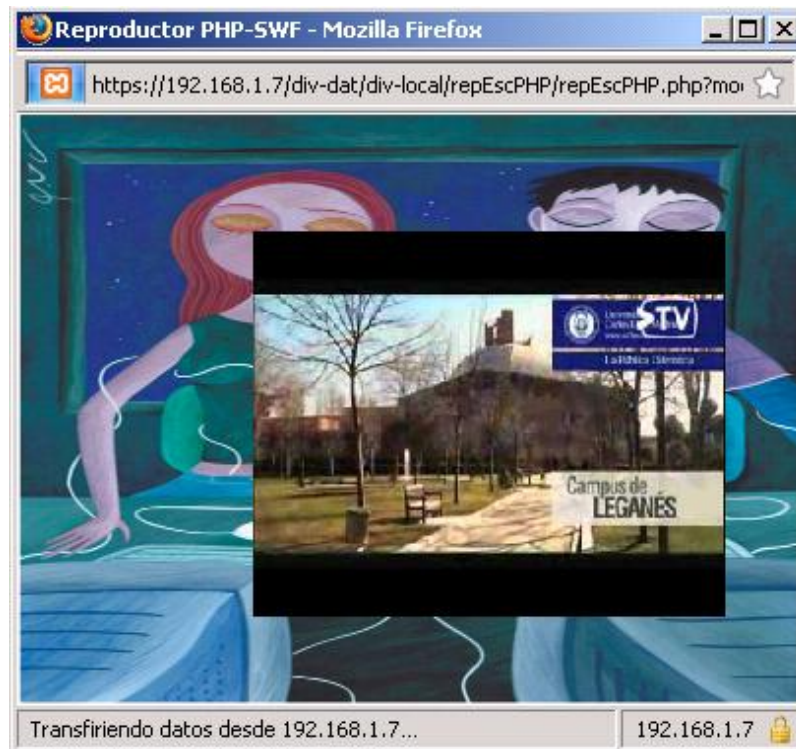 Reproductor PHP-SWF - Mozilla Firefox
https://192.168.1.7/div-dat/div-local/repEscPHP/repEscPHP.php?mo
STV
Campus de
LEGANÉS
Transfiriendo datos desde 192.168.1.7...
192.168.1.7